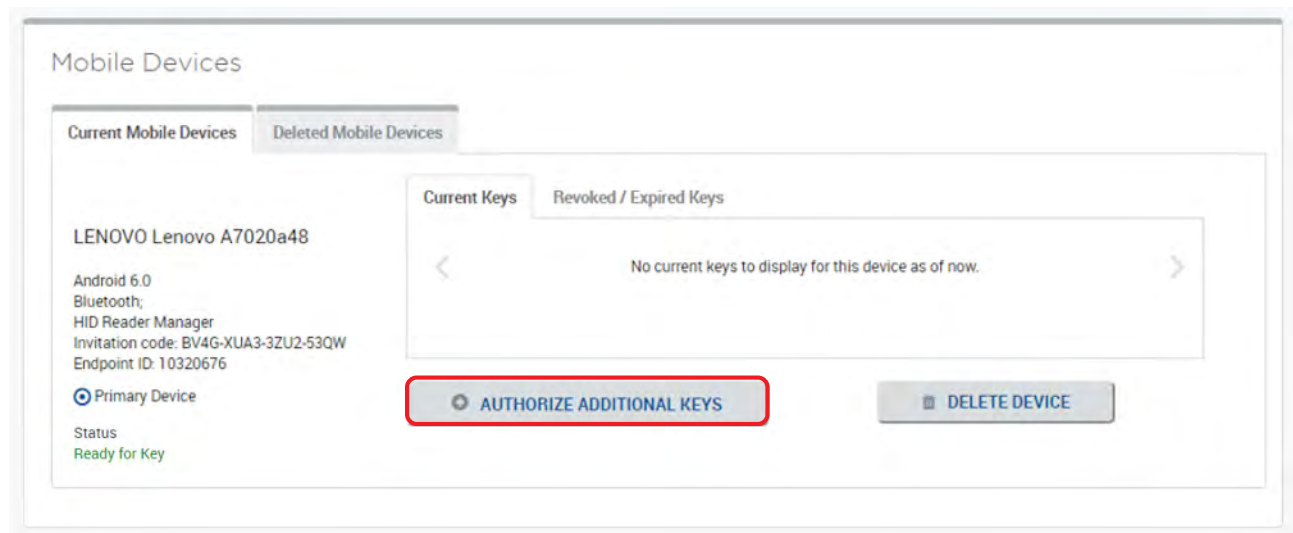 Mobile Devices
Current Mobile Devices
Deleted Mobile Devices
Current Keys
Revoked / Expired Keys
LENOVO Lenovo A7020a48
Android 6.0
Bluetooth;
HID Reader Manager
Invitation code: BV4G-XUA3-3ZU2-53QW
Endpoint ID: 10320676
Primary Device
Status
Ready for Key
No current keys to display for this device as of now.
AUTHORIZE ADDITIONAL KEYS
DELETE DEVICE